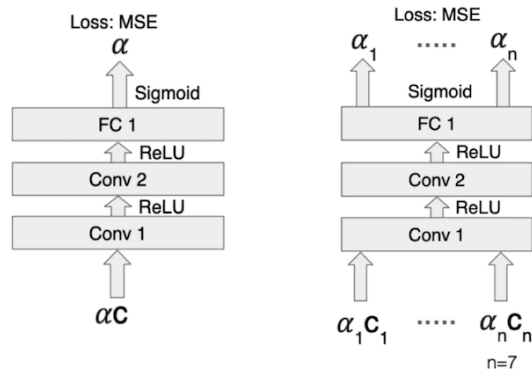 Loss: MSE
α
Sigmoid
FC 1
ReLU
Conv 2
ReLU
Conv 1
αC
Loss: MSE
α1 ..... αn
Sigmoid
FC 1
ReLU
Conv 2
ReLU
Conv 1
α1C1 ..... αnCn
n=7